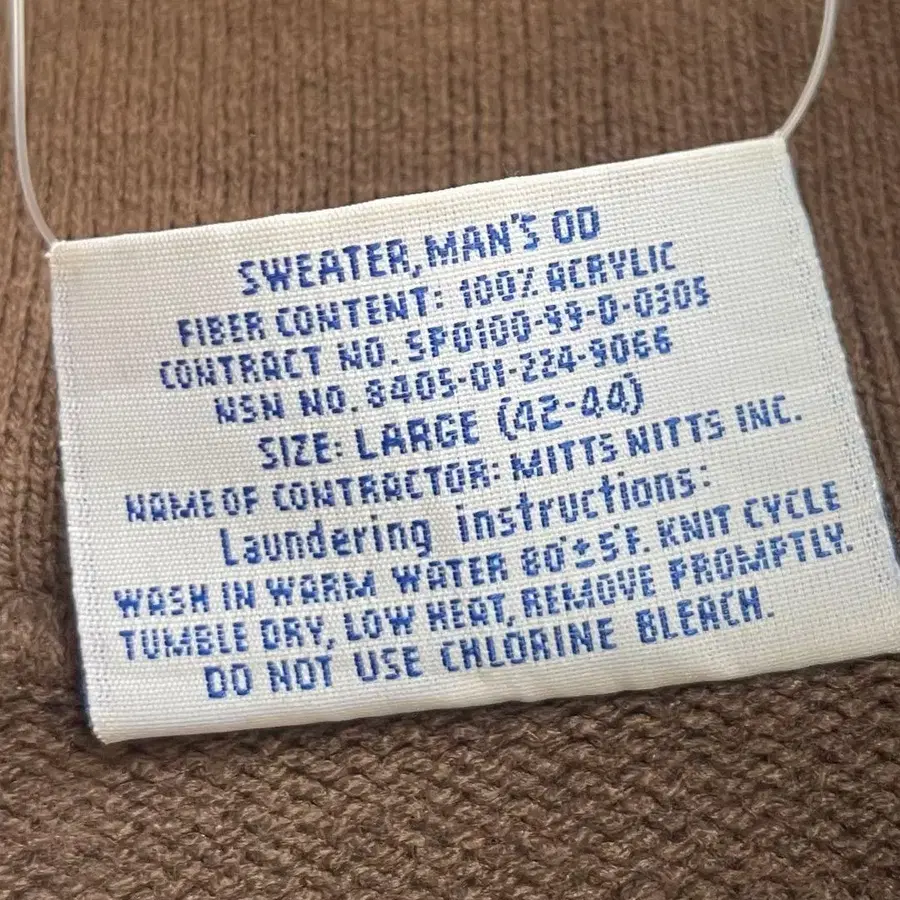 SWEATER, MAN'S OD
FIBER CONTENT: 100% ACRYLIC
CONTRACT NO. SP0100-99-D-0305
NSN NO. 8405-01-224-9066
SIZE: LARGE (42-44)
NAME OF CONTRACTOR: MITTS NITTS INC.
Laundering instructions:
WASH IN WARM WATER 80°±5°F. KNIT CYCLE
TUMBLE DRY, LOW HEAT, REMOVE PROMPTLY.
DO NOT USE CHLORINE BLEACH.